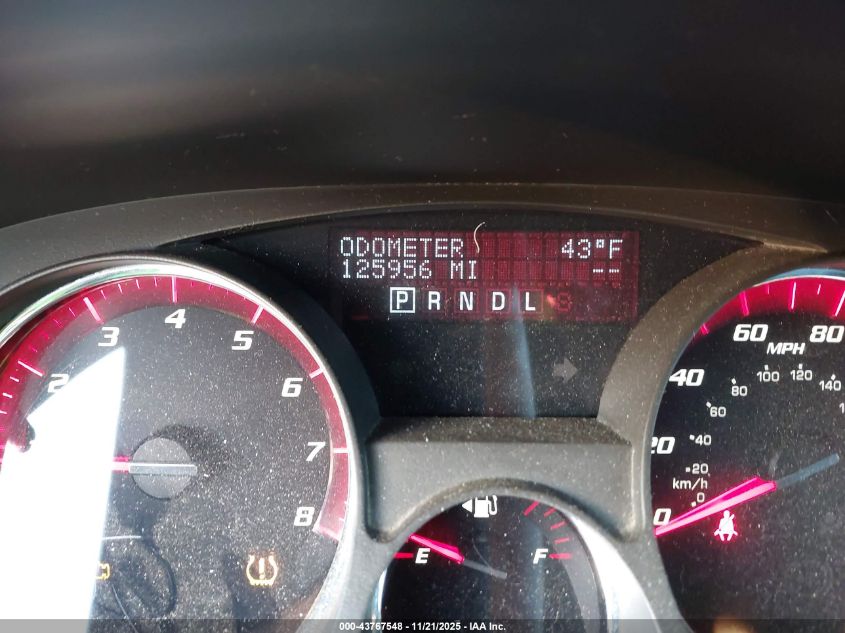 ODOMETER 43°F
125956 MI --
P R N D L
2 3 4 5 6 7 8
20 40 60 80
MPH
0 20 40 60 80 100 120 140
km/h
0
E F
000-43767548 - 11/21/2025 - IAA Inc.